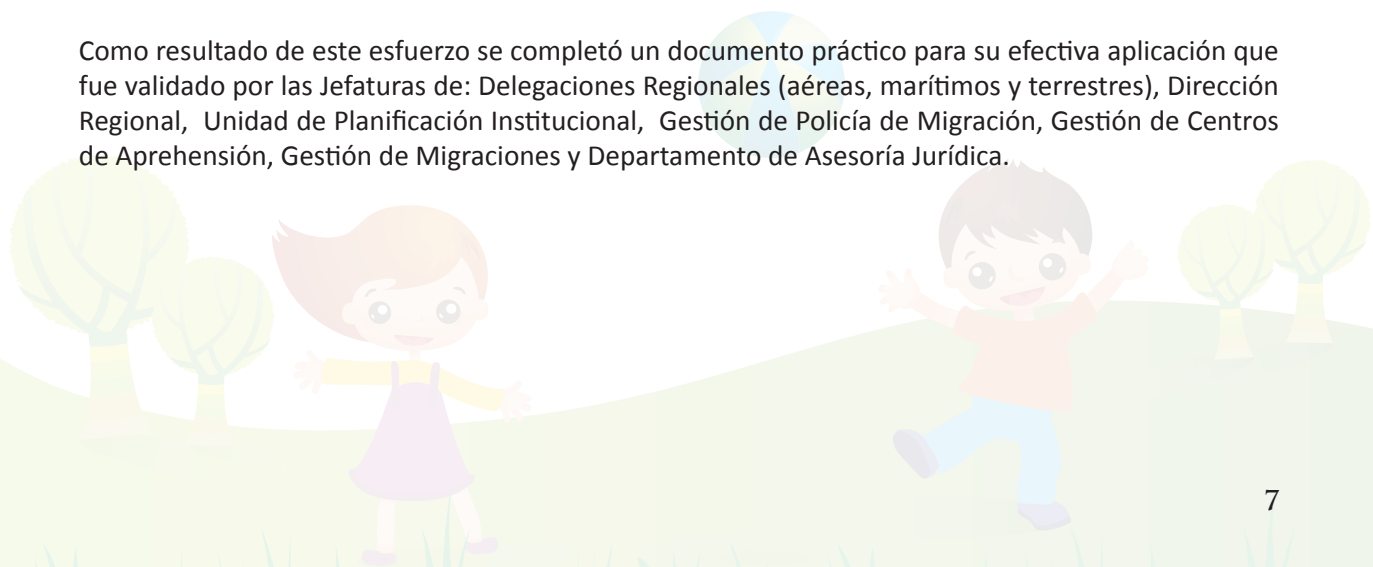 Como resultado de este esfuerzo se completó un documento práctico para su efectiva aplicación que
fue validado por las Jefaturas de: Delegaciones Regionales (aéreas, marítimos y terrestres), Dirección
Regional, Unidad de Planificación Institucional, Gestión de Policía de Migración, Gestión de Centros
de Aprehensión, Gestión de Migraciones y Departamento de Asesoría Jurídica.
7